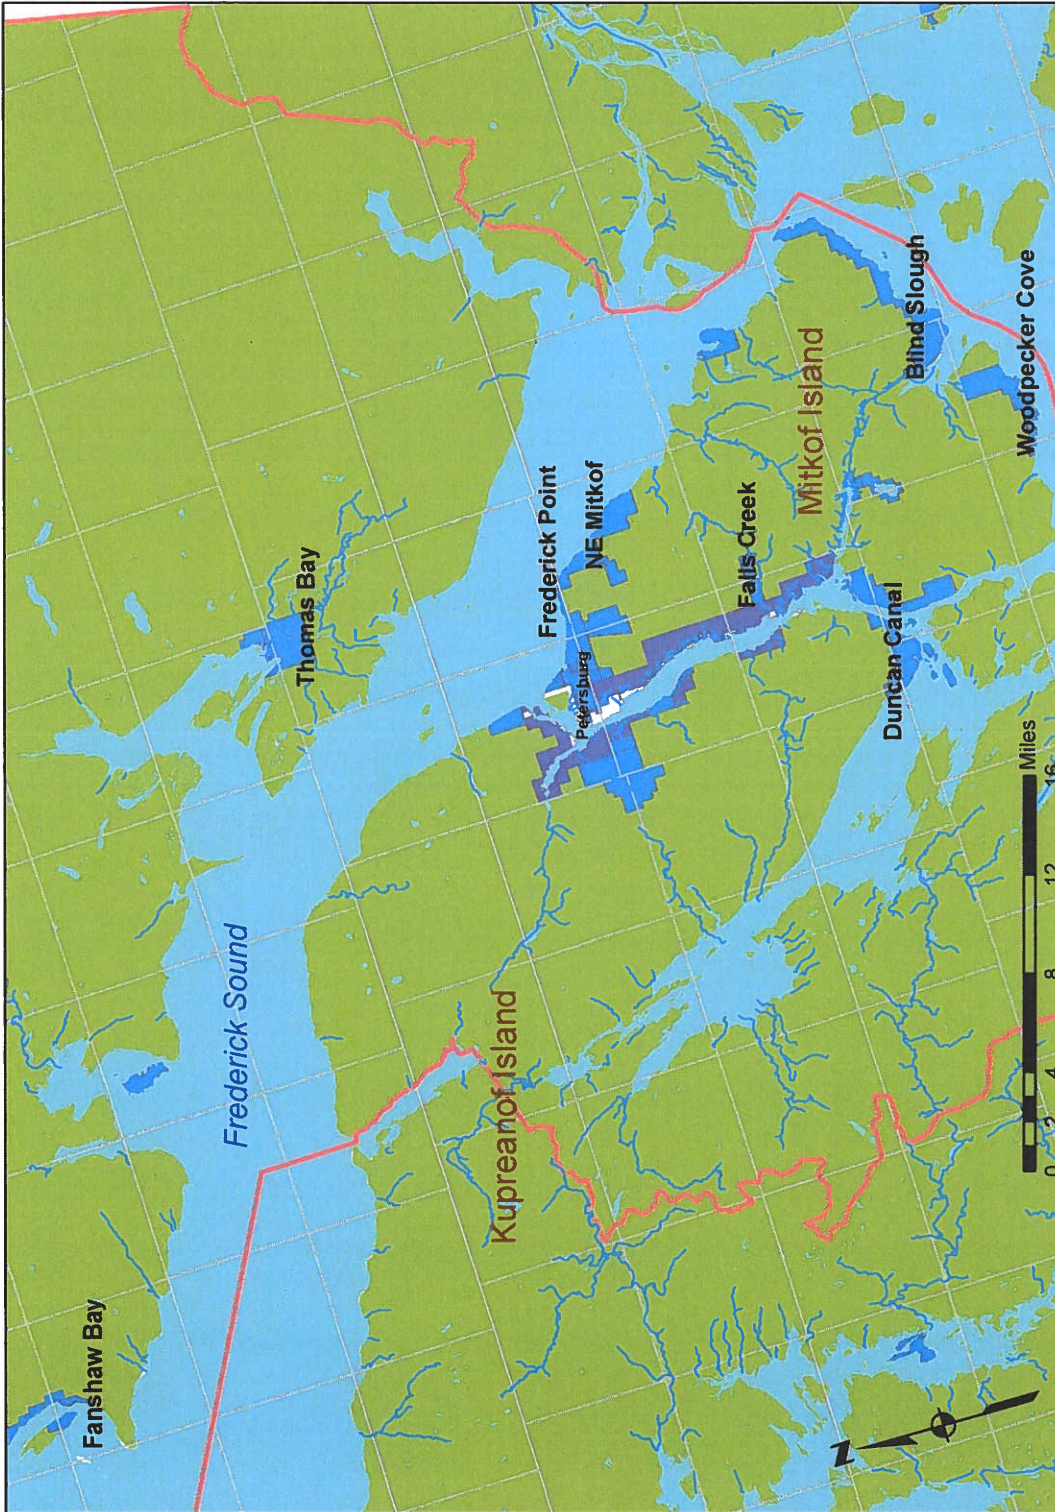 Fanshaw Bay
Thomas Bay
Frederick Sound
Frederick Point
NE Mitkof
Petersburg
Kupreanof Island
Falls Creek
Mitkof Island
Duncan Canal
Blind Slough
Woodpecker Cove
N
Miles
0 2 4 8 12 16